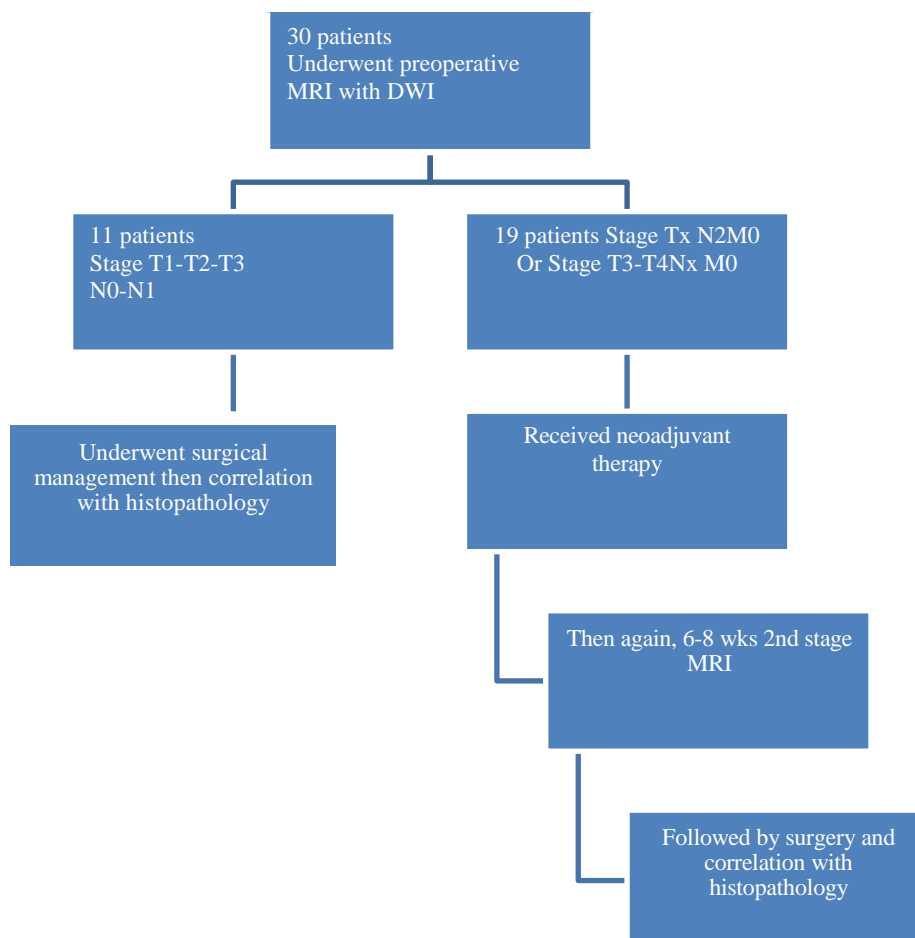 30 patients
Underwent preoperative
MRI with DWI
11 patients
Stage T1-T2-T3
N0-N1
19 patients Stage Tx N2M0
Or Stage T3-T4Nx M0
Underwent surgical
management then correlation
with histopathology
Received neoadjuvant
therapy
Then again, 6-8 wks 2nd stage
MRI
Followed by surgery and
correlation with
histopathology